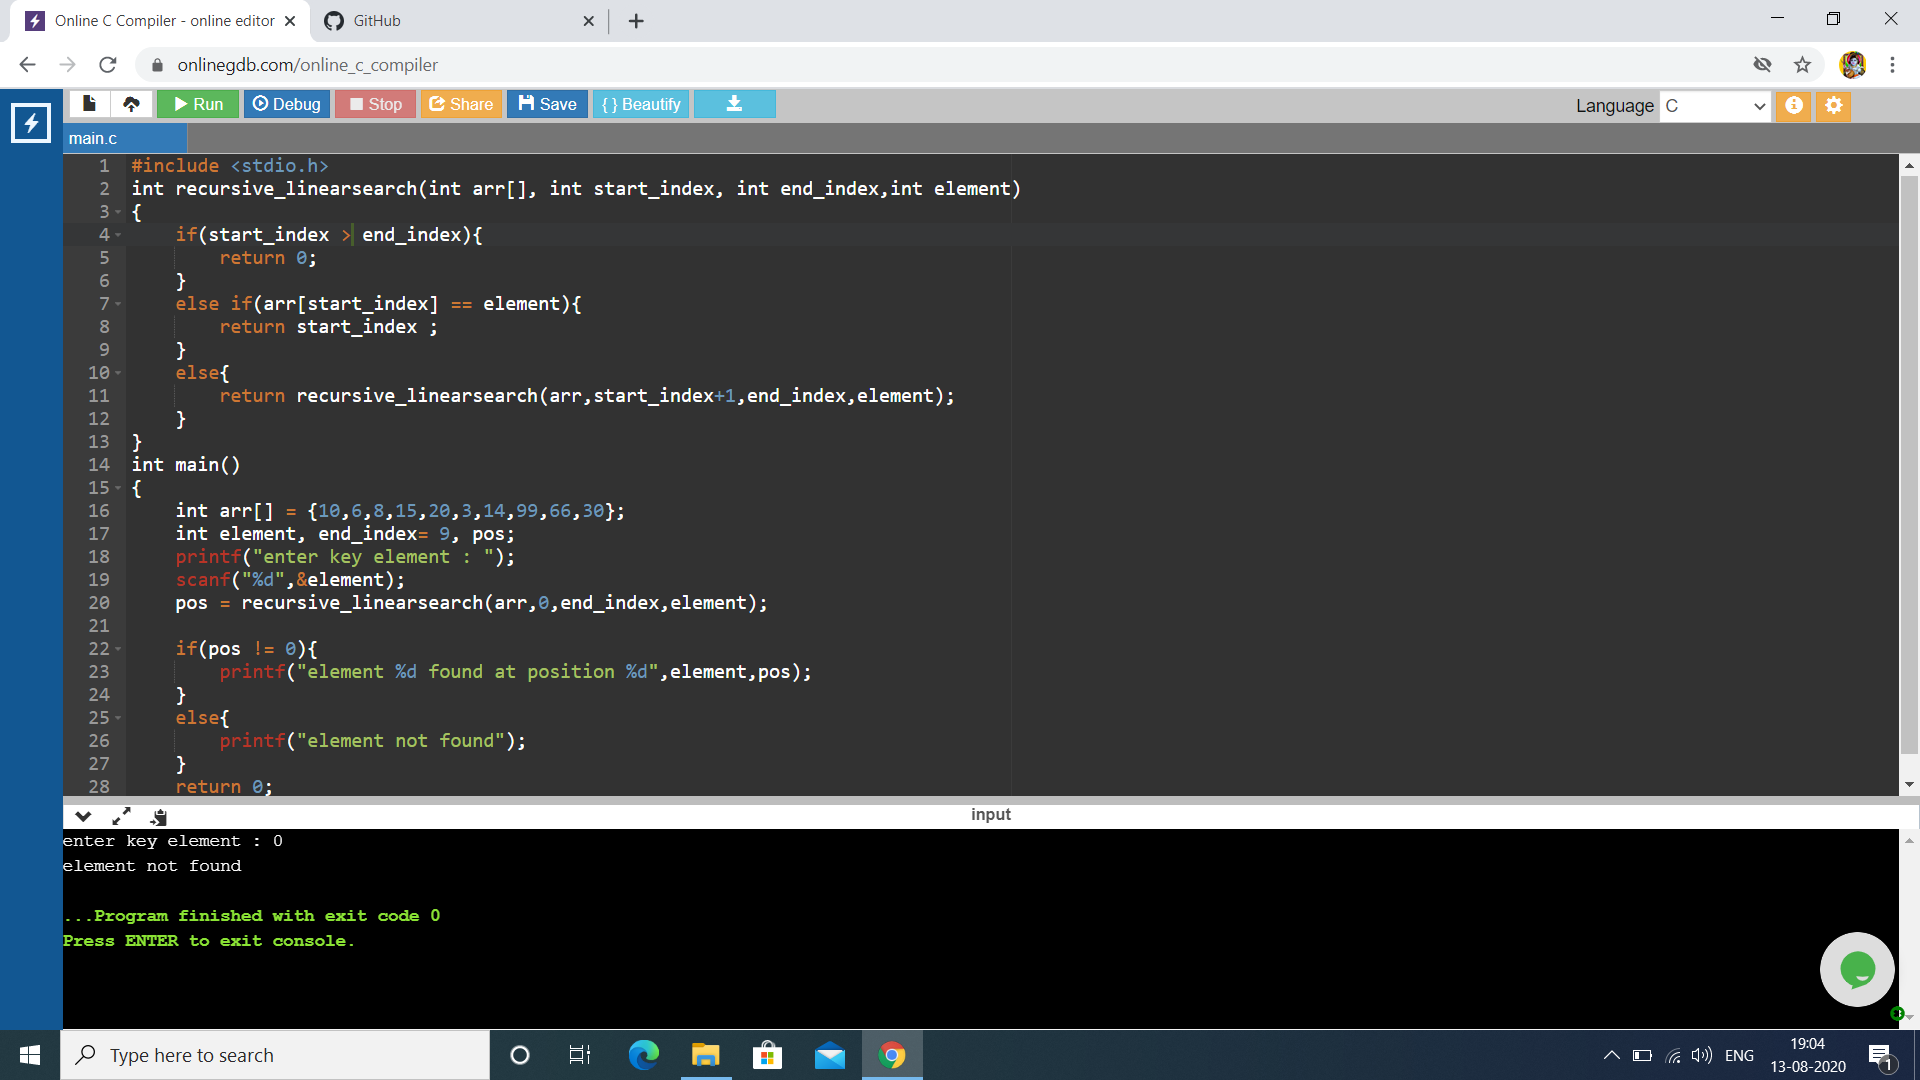 Online C Compiler - online editor
GitHub
onlinegdb.com/online_c_compiler
Run Debug Stop Share Save { } Beautify
Language C
main.c
1 #include <stdio.h>
2 int recursive_linearsearch(int arr[], int start_index, int end_index,int element)
3 {
4     if(start_index > end_index){
5         return 0;
6     }
7     else if(arr[start_index] == element){
8         return start_index ;
9     }
10     else{
11         return recursive_linearsearch(arr,start_index+1,end_index,element);
12     }
13 }
14 int main()
15 {
16     int arr[] = {10,6,8,15,20,3,14,99,66,30};
17     int element, end_index= 9, pos;
18     printf("enter key element : ");
19     scanf("%d",&element);
20     pos = recursive_linearsearch(arr,0,end_index,element);
21
22     if(pos != 0){
23         printf("element %d found at position %d",element,pos);
24     }
25     else{
26         printf("element not found");
27     }
28     return 0;
input
enter key element : 0
element not found
...Program finished with exit code 0
Press ENTER to exit console.
Type here to search
ENG
19:04
13-08-2020
1